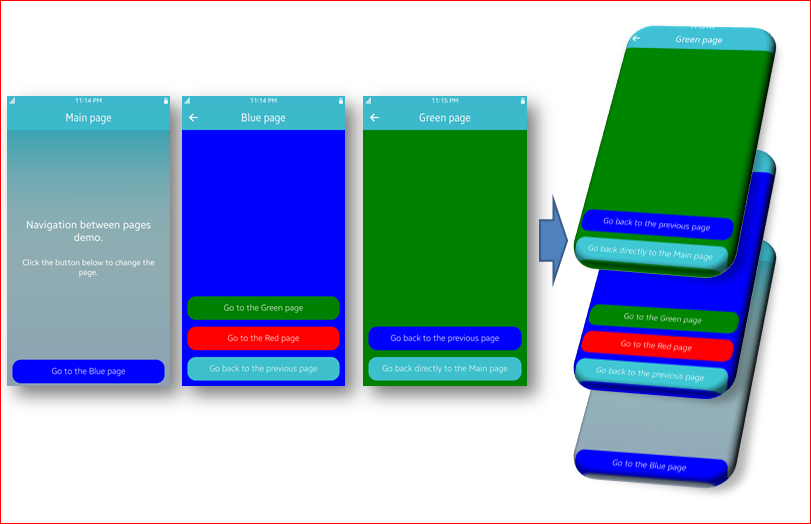 11:14 PM
Main page
Navigation between pages
demo.
Click the button below to change the
page.
Go to the Blue page
11:14 PM
Blue page
Go to the Green page
Go to the Red page
Go back to the previous page
11:15 PM
Green page
Go back to the previous page
Go back directly to the Main page
Green page
Go back to the previous page
Go back directly to the Main page
Go to the Green page
Go to the Red page
Go back to the previous page
Go to the Blue page